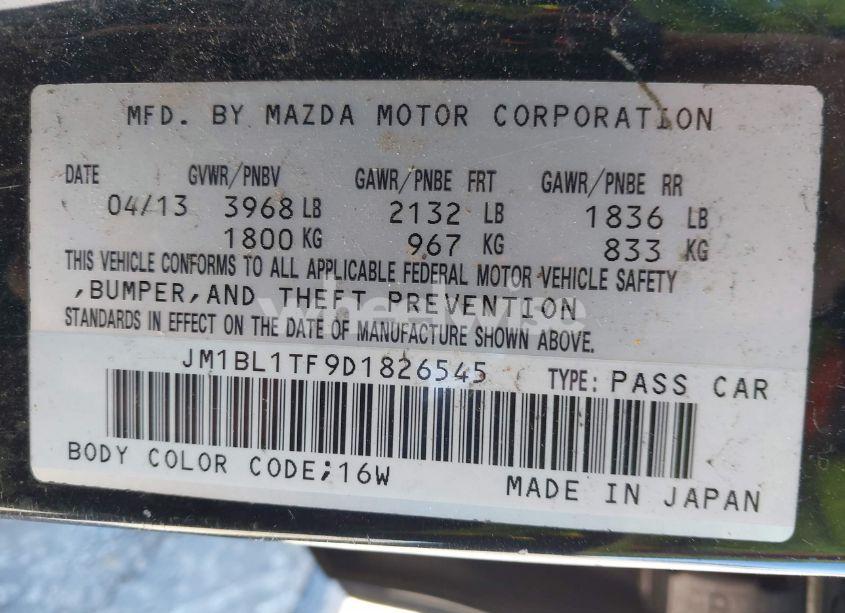 MFD. BY MAZDA MOTOR CORPORATION
DATE GVWR/PNBV GAWR/PNBE FRT GAWR/PNBE RR
04/13 3968 LB 2132 LB 1836 LB
1800 KG 967 KG 833 KG
THIS VEHICLE CONFORMS TO ALL APPLICABLE FEDERAL MOTOR VEHICLE SAFETY
,BUMPER,AND THEFT PREVENTION
STANDARDS IN EFFECT ON THE DATE OF MANUFACTURE SHOWN ABOVE.
JM1BL1TF9D1826545 TYPE: PASS CAR
BODY COLOR CODE;16W
MADE IN JAPAN
wheelwise